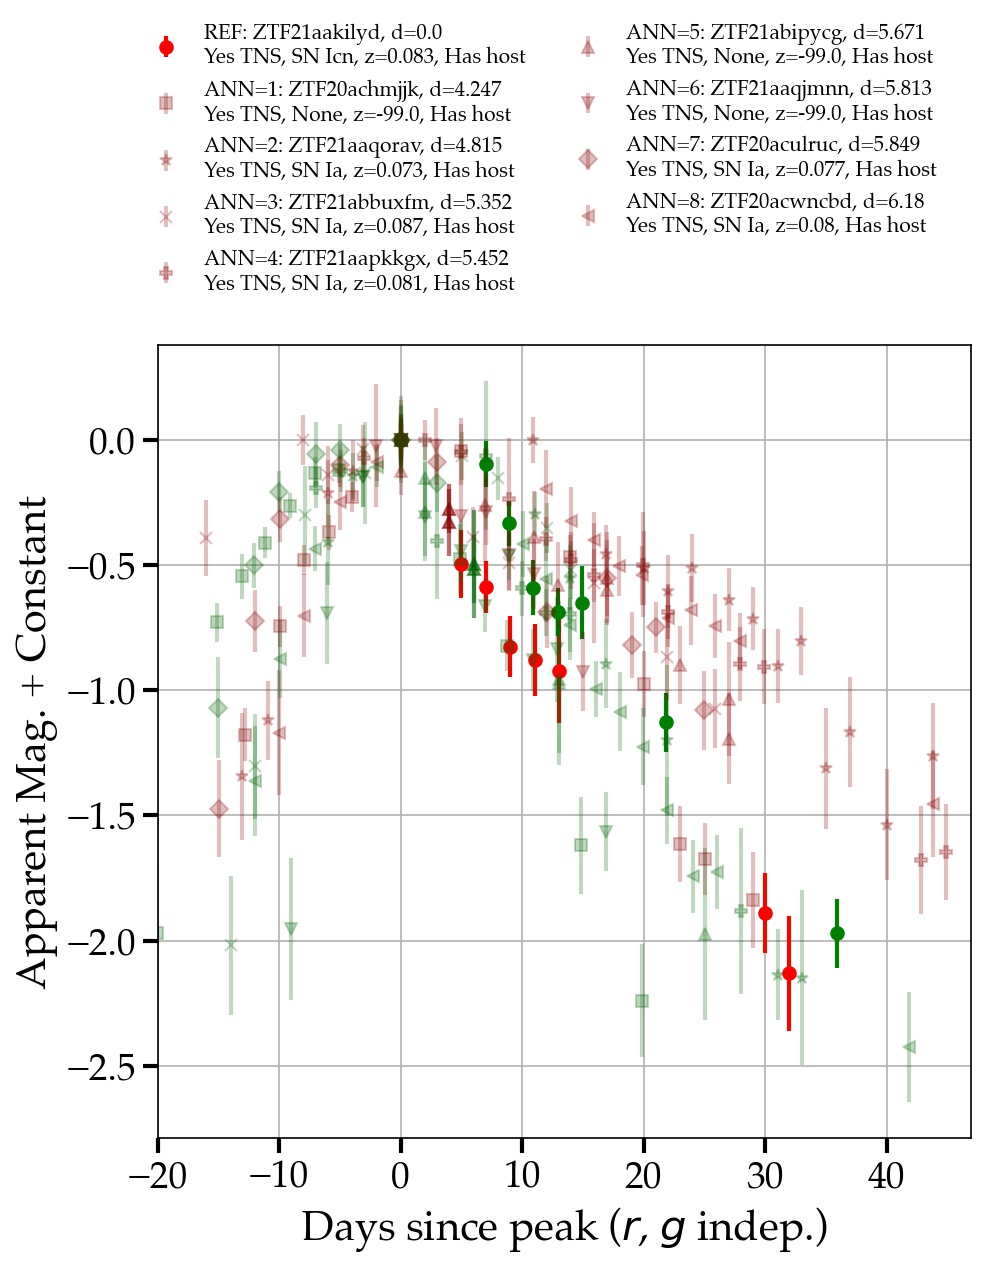 REF: ZTF21aakilyd, d=0.0
Yes TNS, SN Icn, z=0.083, Has host
ANN=1: ZTF20achmjjk, d=4.247
Yes TNS, None, z=-99.0, Has host
ANN=2: ZTF21aaqorav, d=4.815
Yes TNS, SN Ia, z=0.073, Has host
ANN=3: ZTF21abbuxfm, d=5.352
Yes TNS, SN Ia, z=0.087, Has host
ANN=4: ZTF21aapkkgx, d=5.452
Yes TNS, SN Ia, z=0.081, Has host
ANN=5: ZTF21abipycg, d=5.671
Yes TNS, None, z=-99.0, Has host
ANN=6: ZTF21aaqjmnn, d=5.813
Yes TNS, None, z=-99.0, Has host
ANN=7: ZTF20aculruc, d=5.849
Yes TNS, SN Ia, z=0.077, Has host
ANN=8: ZTF20acwncbd, d=6.18
Yes TNS, SN Ia, z=0.08, Has host
Apparent Mag. + Constant
0.0
−0.5
−1.0
−1.5
−2.0
−2.5
−20 −10 0 10 20 30 40
Days since peak (r, g indep.)